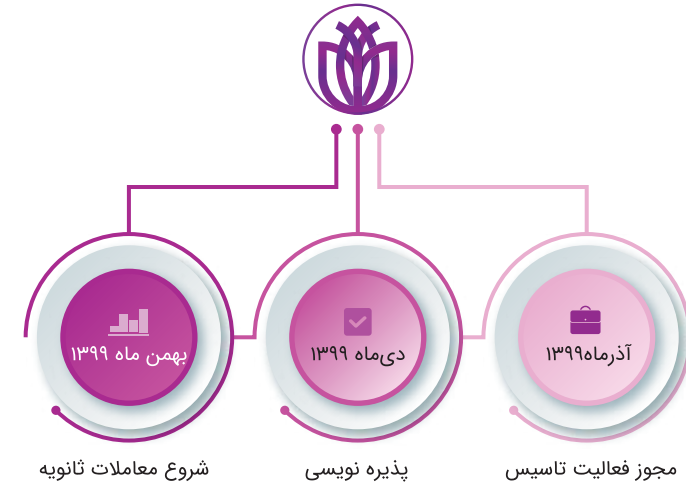 آذرماه۱۳۹۹
مجوز فعالیت تاسیس
دی‌ماه ۱۳۹۹
پذیره نویسی
بهمن ماه ۱۳۹۹
شروع معاملات ثانویه